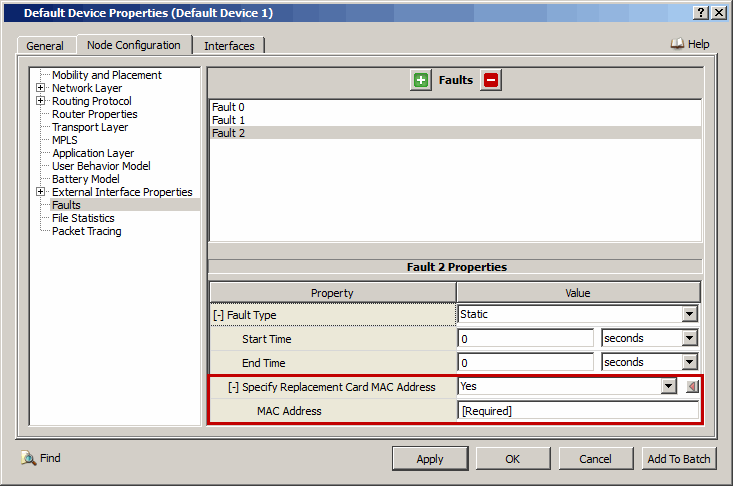 Default Device Properties (Default Device 1)
General Node Configuration Interfaces Help
Mobility and Placement
Network Layer
Routing Protocol
Router Properties
Transport Layer
MPLS
Application Layer
User Behavior Model
Battery Model
External Interface Properties
Faults
File Statistics
Packet Tracing
Faults
Fault 0
Fault 1
Fault 2
Fault 2 Properties
Property Value
[-] Fault Type Static
Start Time 0 seconds
End Time 0 seconds
[-] Specify Replacement Card MAC Address Yes
MAC Address [Required]
Find Apply OK Cancel Add To Batch